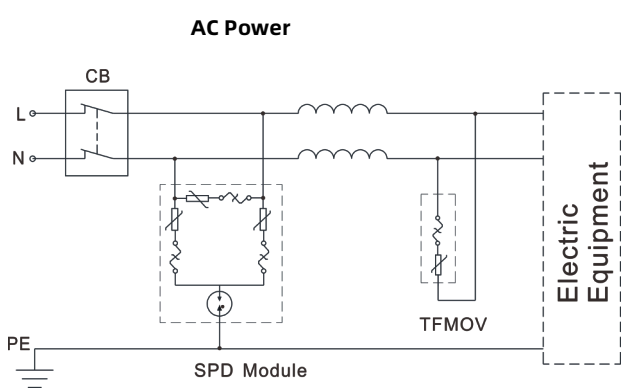 AC Power
CB
L
N
Electric
Equipment
TFMOV
PE
SPD Module